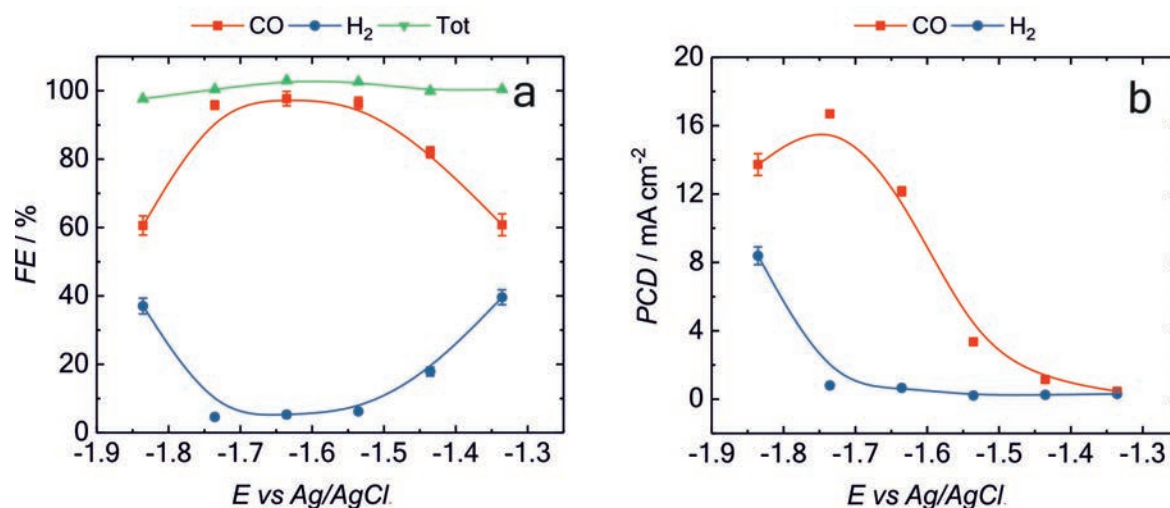 CO H₂ Tot
a
FE / %
100
80
60
40
20
0
-1.9 -1.8 -1.7 -1.6 -1.5 -1.4 -1.3
E vs Ag/AgCl
CO H₂
b
PCD / mA cm⁻²
20
16
12
8
4
0
-1.9 -1.8 -1.7 -1.6 -1.5 -1.4 -1.3
E vs Ag/AgCl